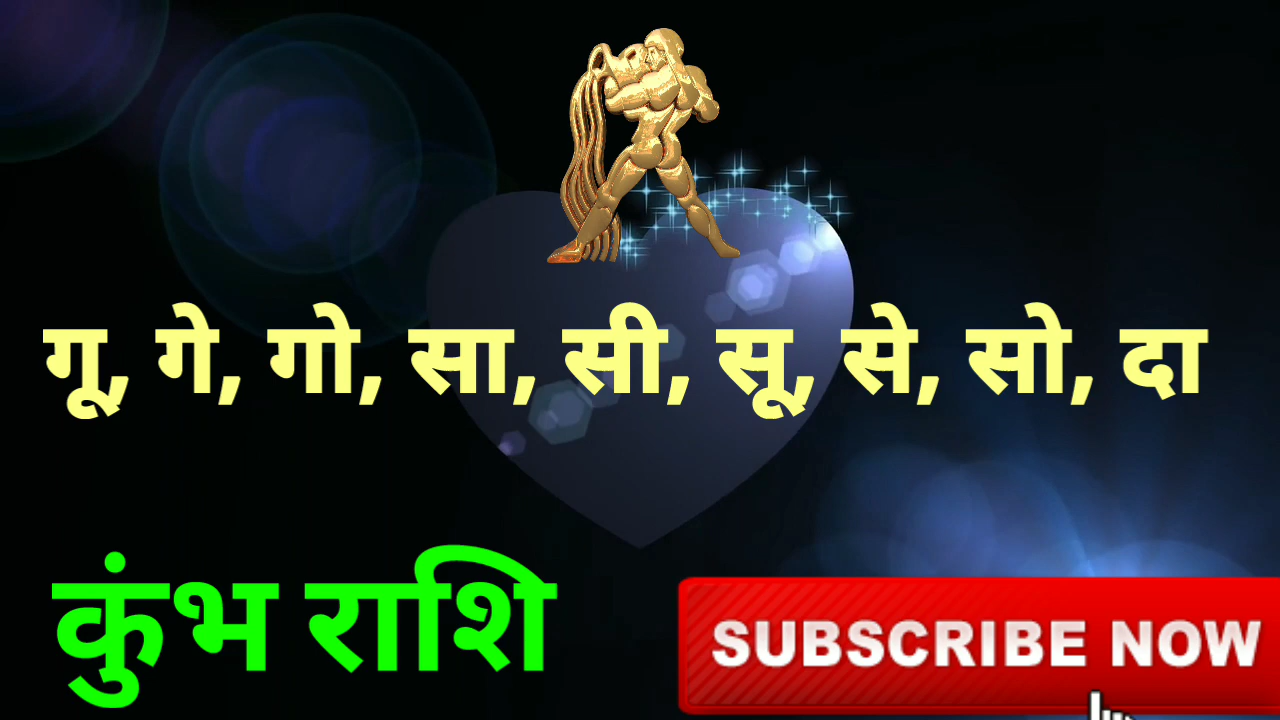 गू, गे, गो, सा, सी, सू, से, सो, दा
कुंभ राशि
SUBSCRIBE NOW